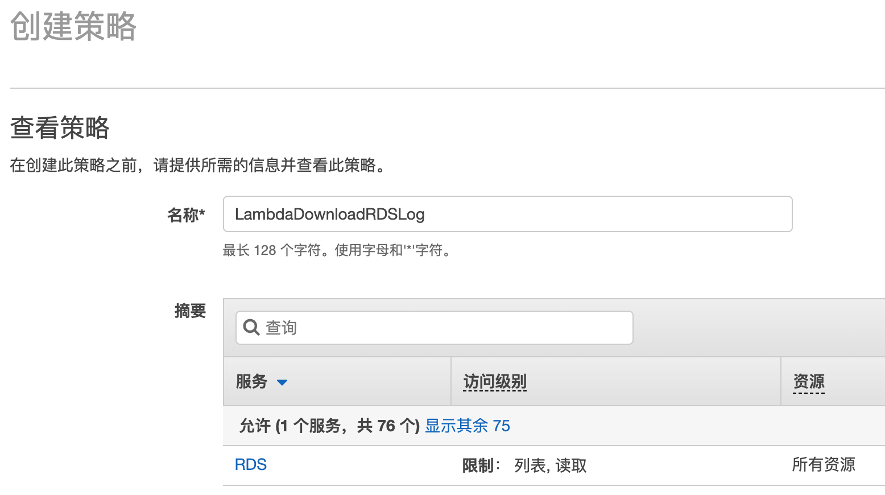 创建策略
查看策略
在创建此策略之前，请提供所需的信息并查看此策略。
名称* LambdaDownloadRDSLog
最长 128 个字符。使用字母和'*'字符。
摘要
查询
服务 访问级别 资源
允许 (1 个服务，共 76 个) 显示其余 75
RDS 限制： 列表, 读取 所有资源